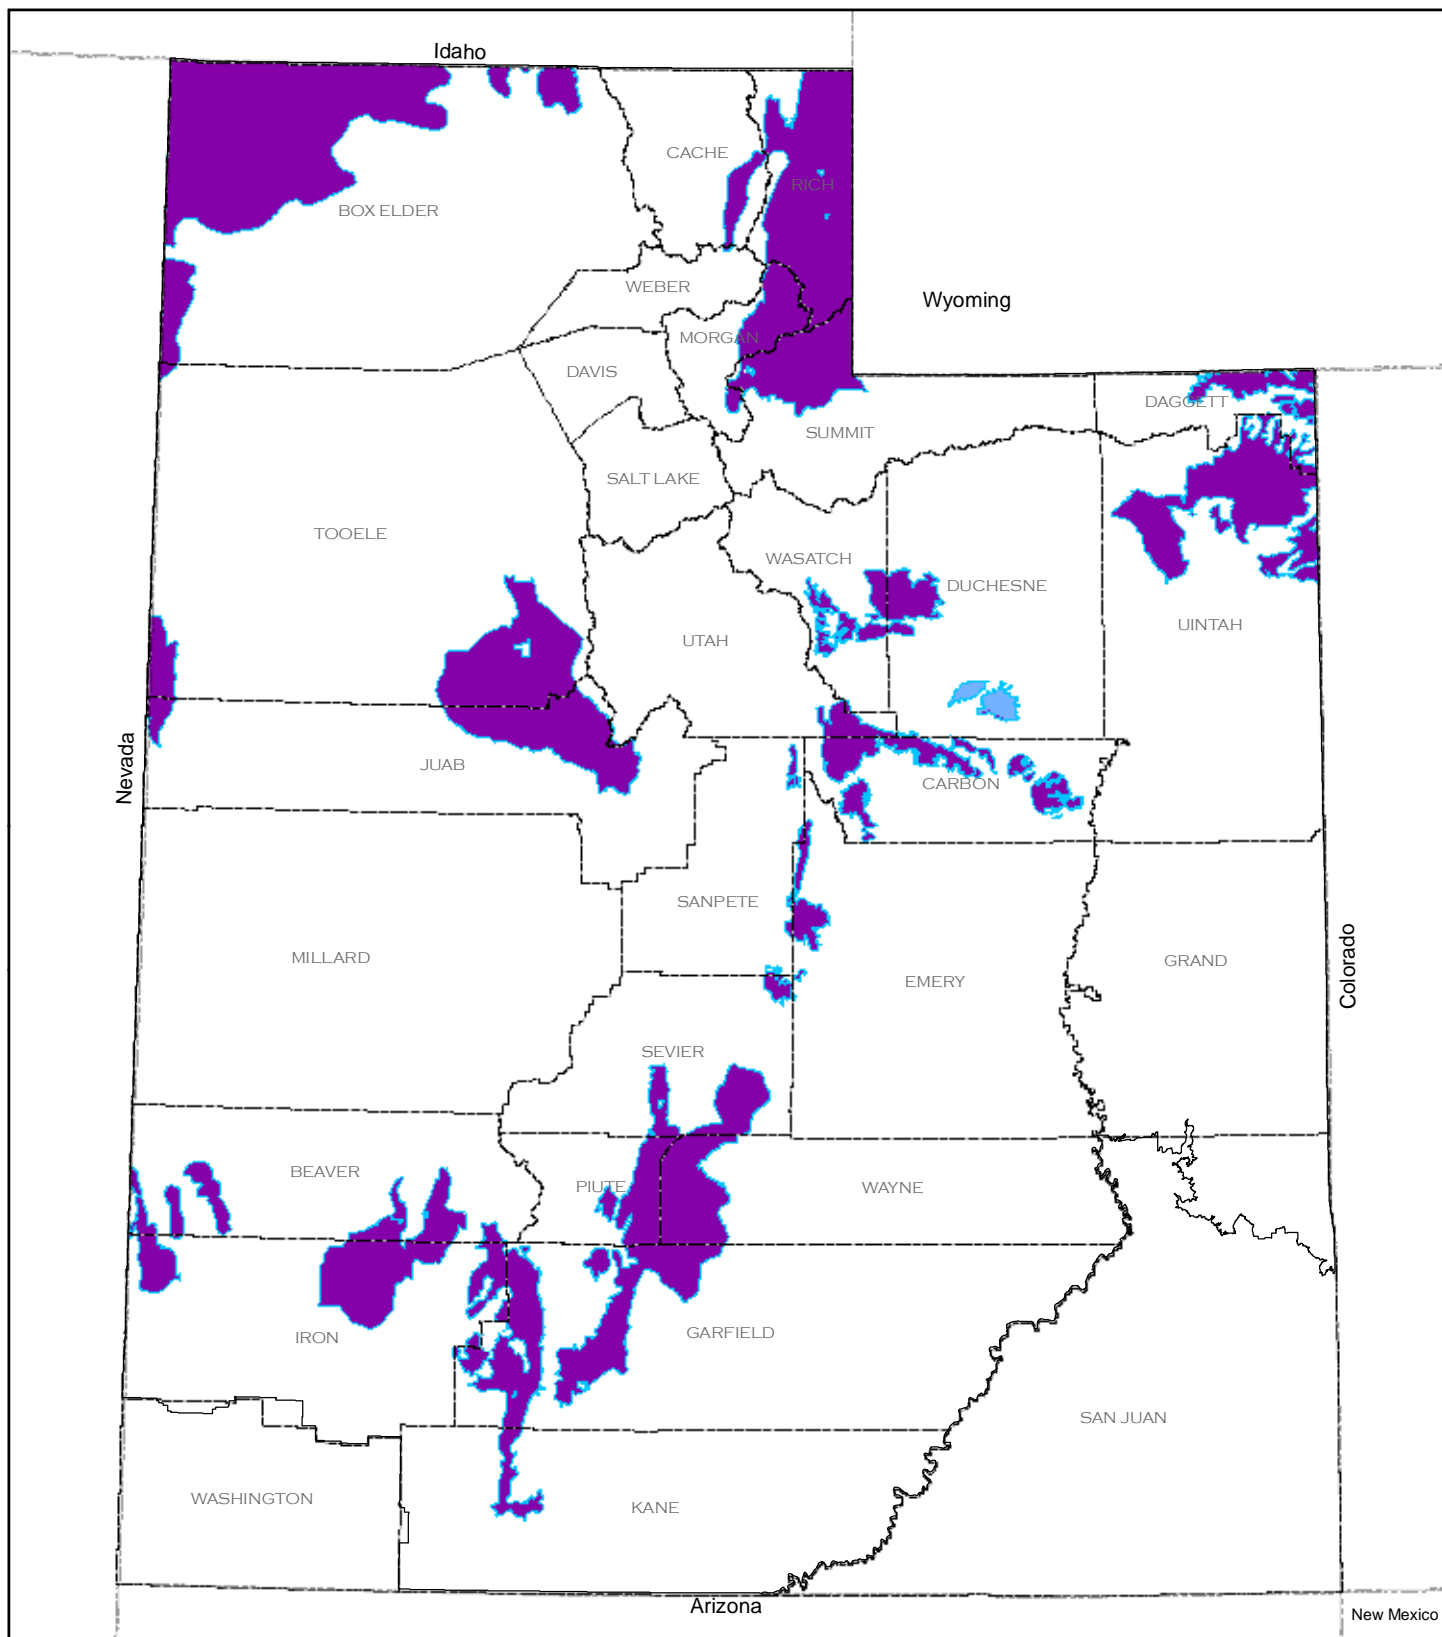 Idaho
CACHE
RICH
BOX ELDER
WEBER
Wyoming
MORGAN
DAVIS
DAGGETT
SUMMIT
SALT LAKE
TOOELE
WASATCH
DUCHESNE
UINTAH
UTAH
Nevada
JUAB
CARBON
SANPETE
MILLARD
EMERY
GRAND
Colorado
SEVIER
BEAVER
PIUTE
WAYNE
IRON
GARFIELD
SAN JUAN
WASHINGTON
KANE
Arizona
New Mexico